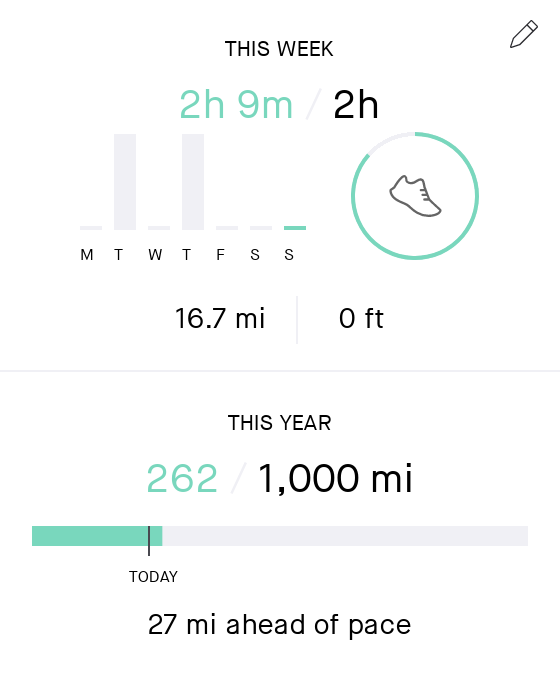 THIS WEEK
2h 9m / 2h
M T W T F S S
16.7 mi 0 ft
THIS YEAR
262 / 1,000 mi
TODAY
27 mi ahead of pace